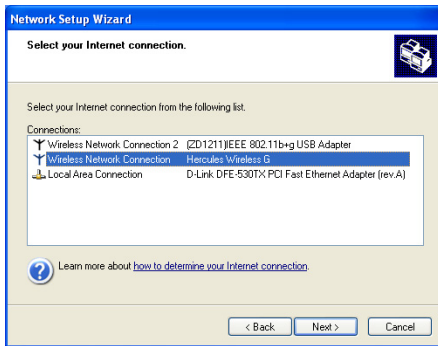 Network Setup Wizard
Select your Internet connection.
Select your Internet connection from the following list.
Connections:
Wireless Network Connection 2 (ZD1211)IEEE 802.11b+g USB Adapter
Wireless Network Connection Hercules Wireless G
Local Area Connection D-Link DFE-530TX PCI Fast Ethernet Adapter (rev.A)
Learn more about how to determine your Internet connection.
< Back Next > Cancel